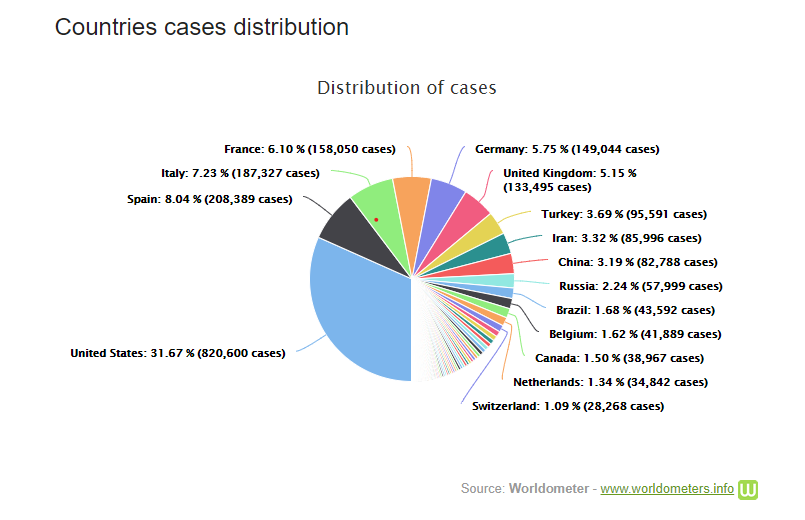 Countries cases distribution
Distribution of cases
France: 6.10 % (158,050 cases)
Germany: 5.75 % (149,044 cases)
Italy: 7.23 % (187,327 cases)
United Kingdom: 5.15 %
(133,495 cases)
Spain: 8.04 % (208,389 cases)
Turkey: 3.69 % (95,591 cases)
Iran: 3.32 % (85,996 cases)
China: 3.19 % (82,788 cases)
Russia: 2.24 % (57,999 cases)
Brazil: 1.68 % (43,592 cases)
Belgium: 1.62 % (41,889 cases)
United States: 31.67 % (820,600 cases)
Canada: 1.50 % (38,967 cases)
Netherlands: 1.34 % (34,842 cases)
Switzerland: 1.09 % (28,268 cases)
Source: Worldometer - www.worldometers.info W